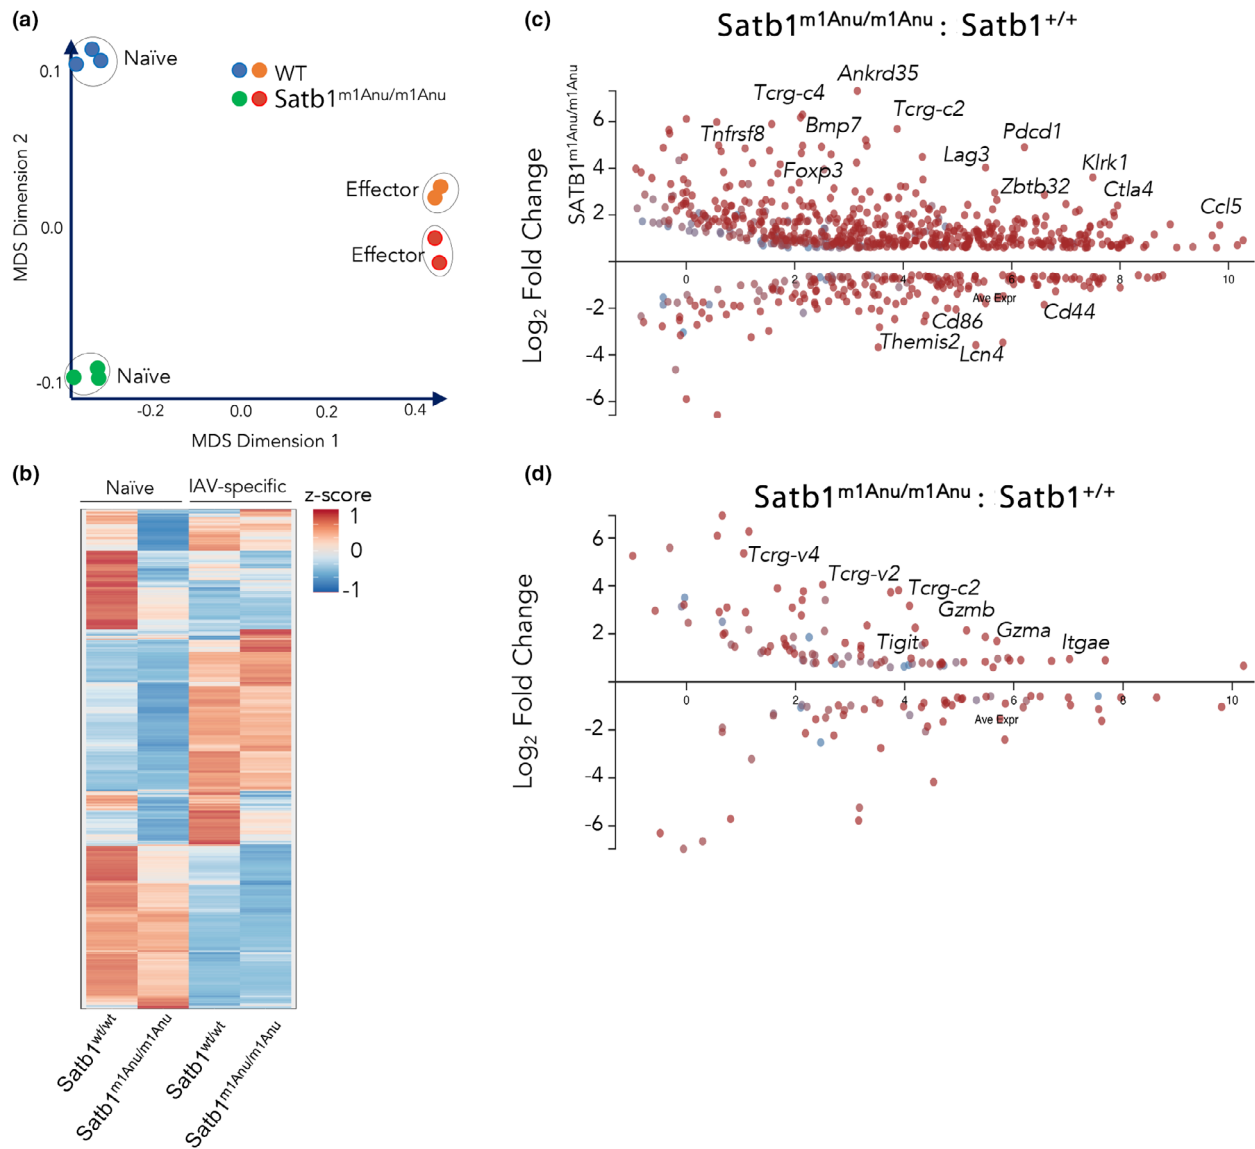 (a)
Naïve
WT
Satb1m1Anu/m1Anu
0.1
0.0
-0.1
MDS Dimension 2
Effector
Effector
Naïve
-0.2
0.0
0.2
0.4
MDS Dimension 1
(b)
Naïve
IAV-specific
z-score
1
0
-1
Satb1wt/wt
Satb1m1Anu/m1Anu
Satb1wt/wt
Satb1m1Anu/m1Anu
(c)
Satb1m1Anu/m1Anu : Satb1+/+
Log2 Fold Change
SATB1m1Anu/m1Anu
6
4
2
-2
-4
-6
Ankrd35
Tcrg-c4
Tcrg-c2
Tnfrsf8
Bmp7
Pdcd1
Foxp3
Lag3
Klrk1
Zbtb32
Ctla4
Ccl5
0
2
4
6
8
10
Ave Expr
Cd86
Cd44
Themis2
Lcn4
(d)
Satb1m1Anu/m1Anu : Satb1+/+
Log2 Fold Change
6
4
2
-2
-4
-6
Tcrg-v4
Tcrg-v2
Tcrg-c2
Gzmb
Gzma
Tigit
Itgae
0
2
4
6
8
10
Ave Expr